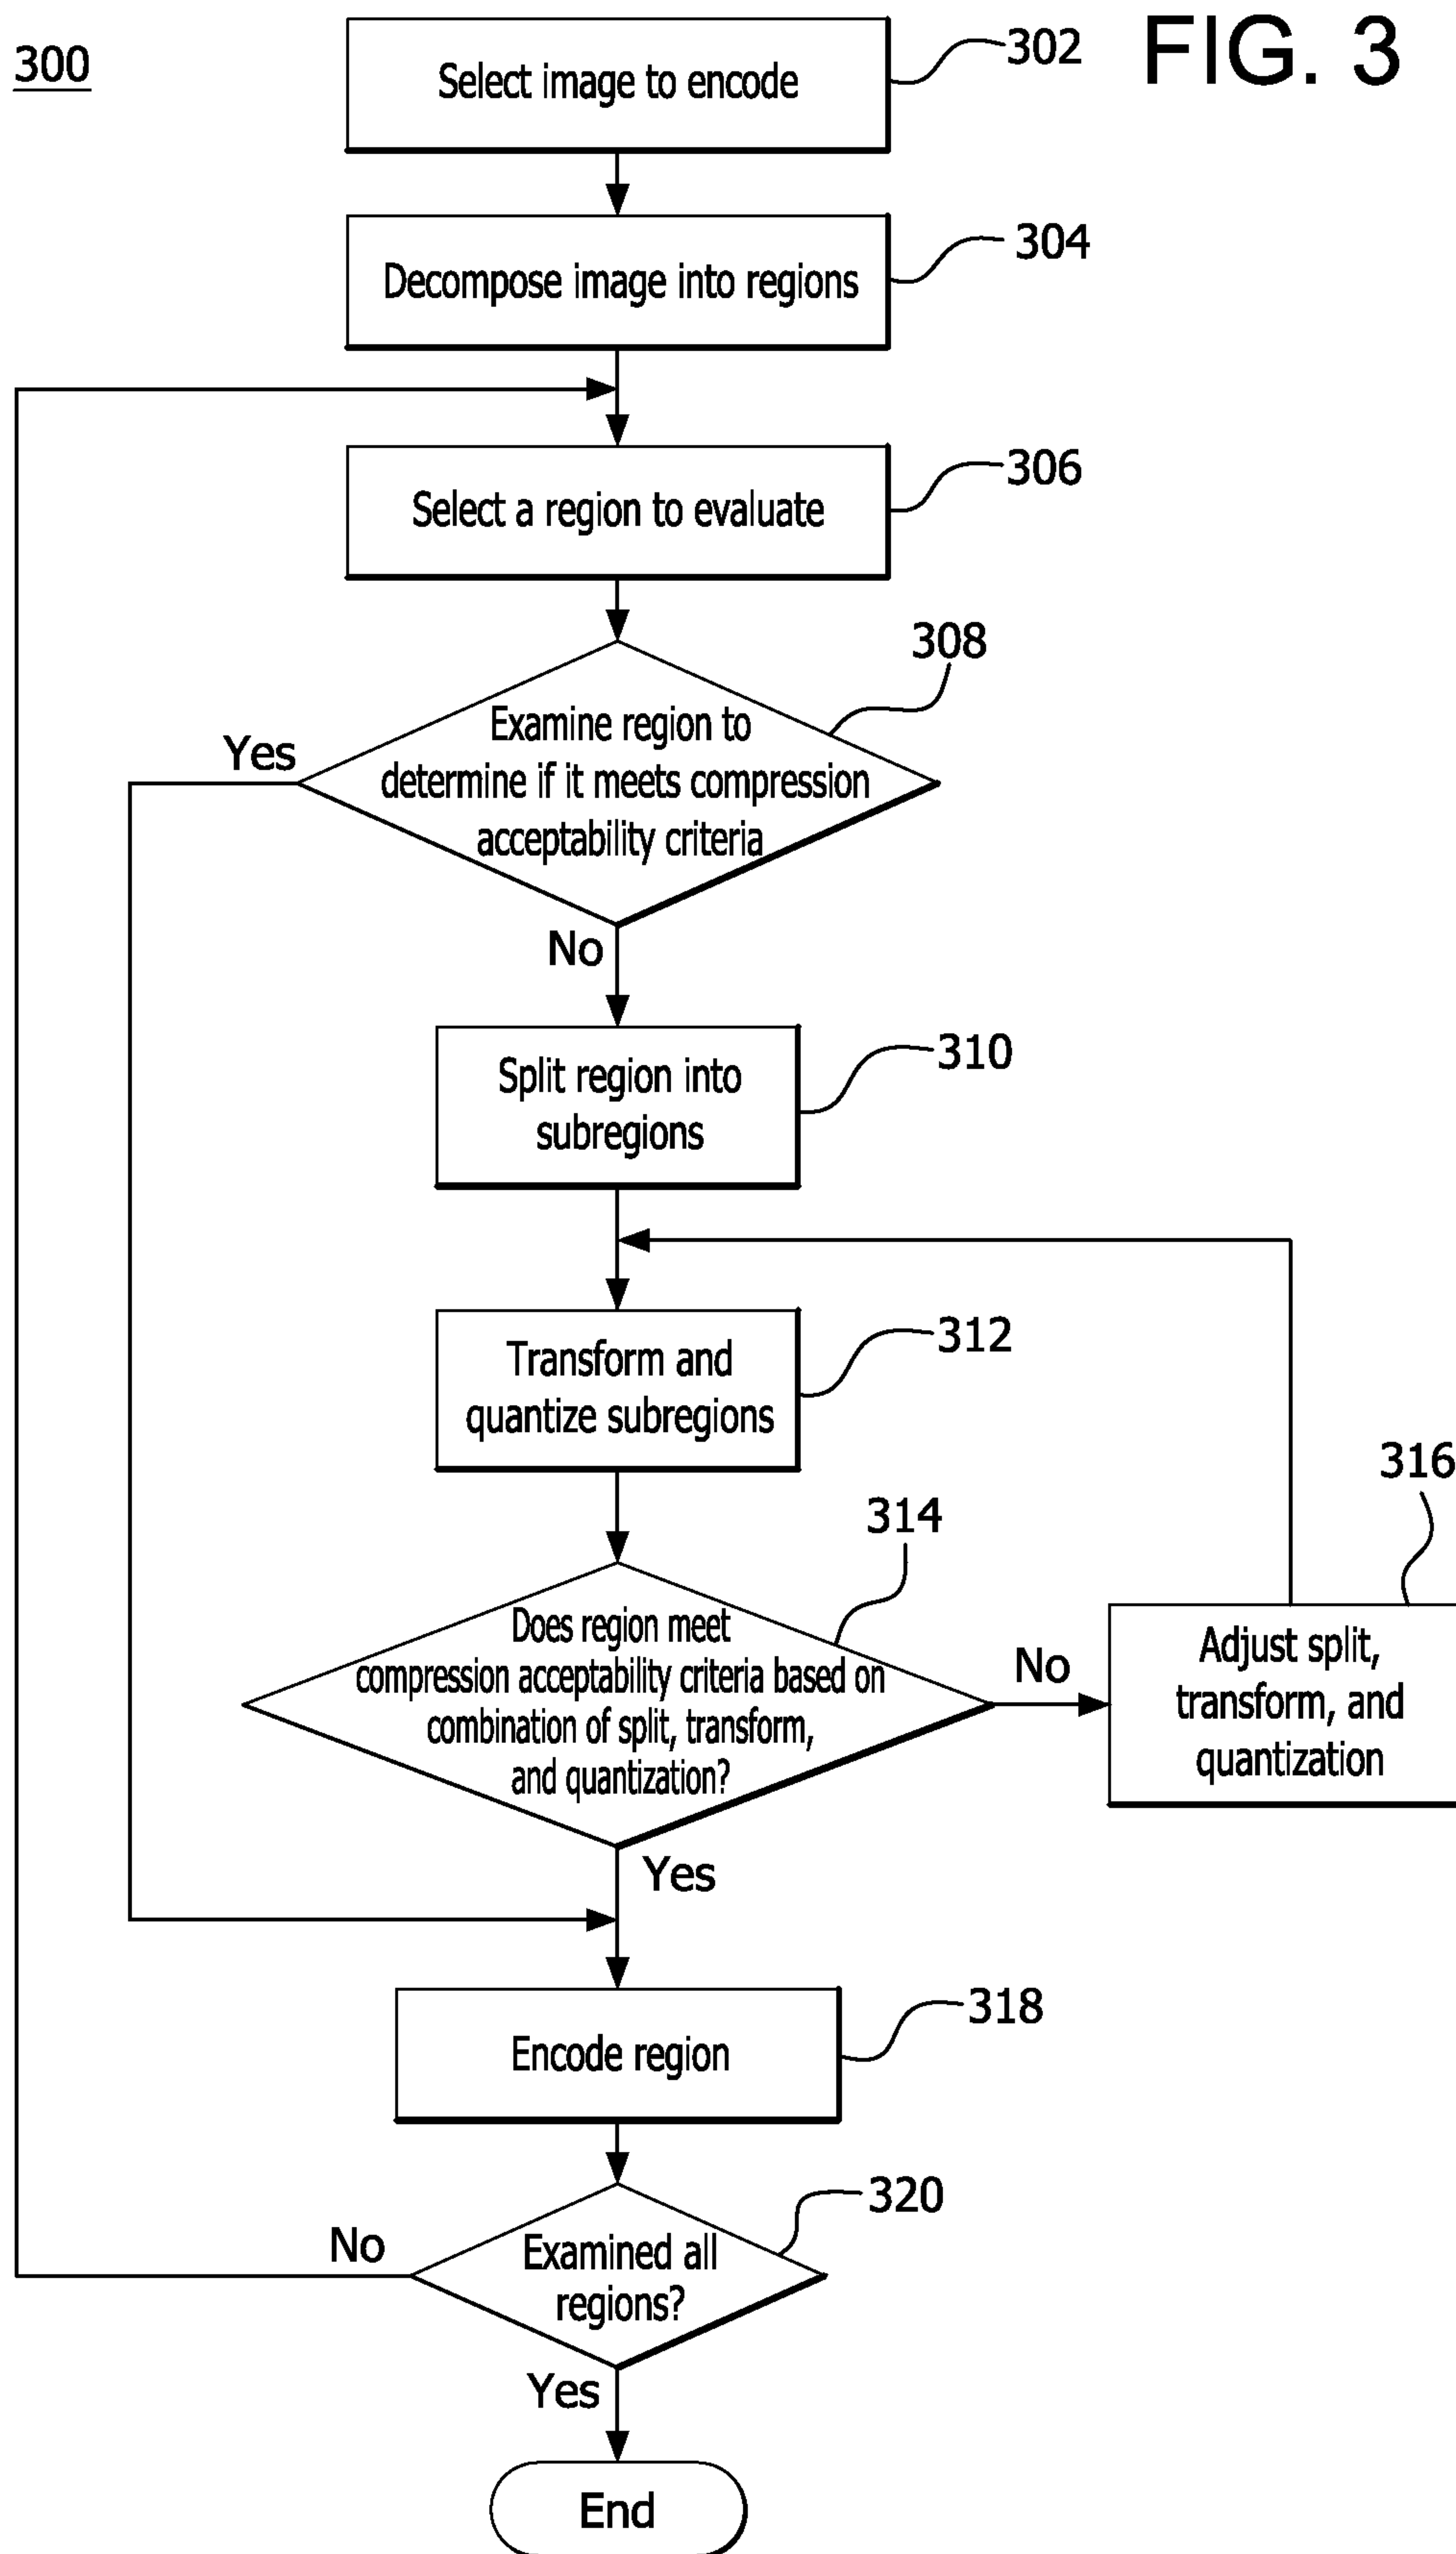 300
FIG. 3
302
Select image to encode
304
Decompose image into regions
306
Select a region to evaluate
308
Examine region to
determine if it meets compression
acceptability criteria
Yes
No
310
Split region into
subregions
312
Transform and
quantize subregions
314
Does region meet
compression acceptability criteria based on
combination of split, transform,
and quantization?
No
316
Adjust split,
transform, and
quantization
Yes
318
Encode region
320
Examined all
regions?
No
Yes
End